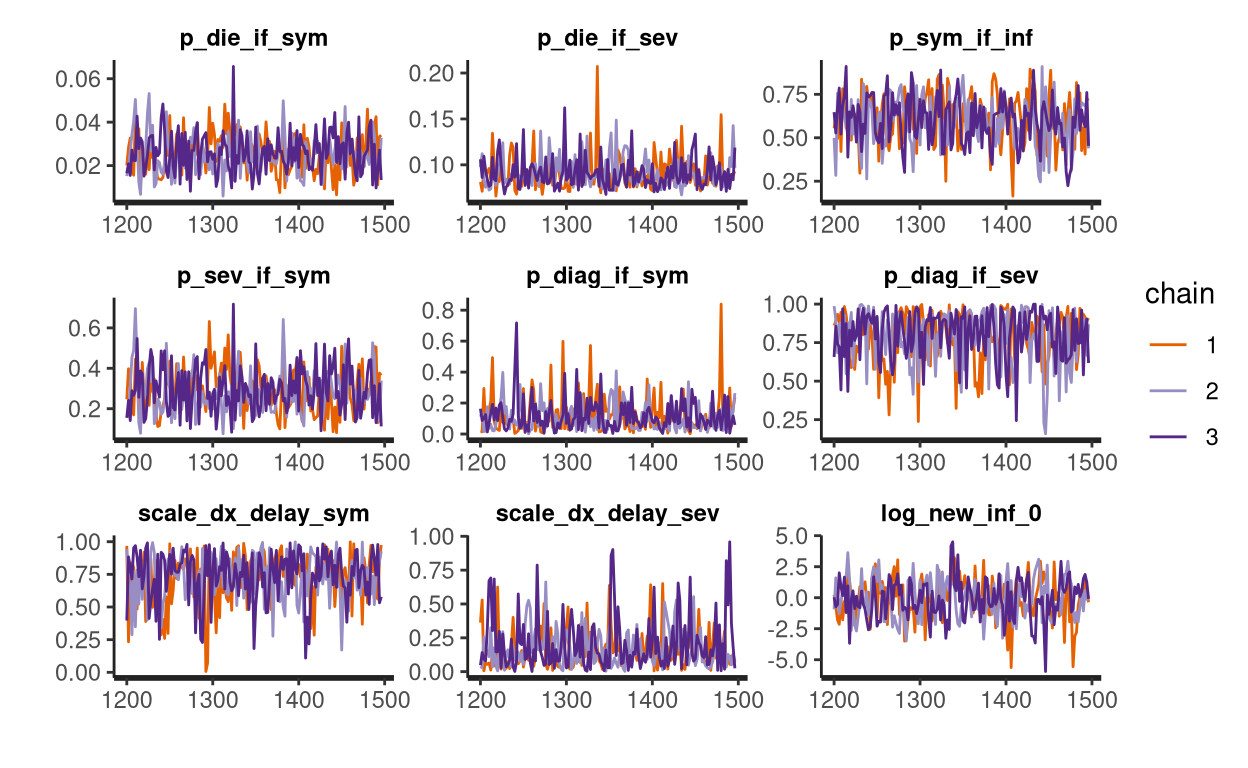 p_die_if_sym p_die_if_sev p_sym_if_inf
0.06 0.04 0.02
0.20 0.15 0.10
0.75 0.50 0.25
1200 1300 1400 1500 1200 1300 1400 1500 1200 1300 1400 1500
p_sev_if_sym p_diag_if_sym p_diag_if_sev
0.6 0.4 0.2
0.8 0.6 0.4 0.2 0.0
1.00 0.75 0.50 0.25
1200 1300 1400 1500 1200 1300 1400 1500 1200 1300 1400 1500
scale_dx_delay_sym scale_dx_delay_sev log_new_inf_0
1.00 0.75 0.50 0.25 0.00
1.00 0.75 0.50 0.25 0.00
5.0 2.5 0.0 -2.5 -5.0
1200 1300 1400 1500 1200 1300 1400 1500 1200 1300 1400 1500
chain
1
2
3